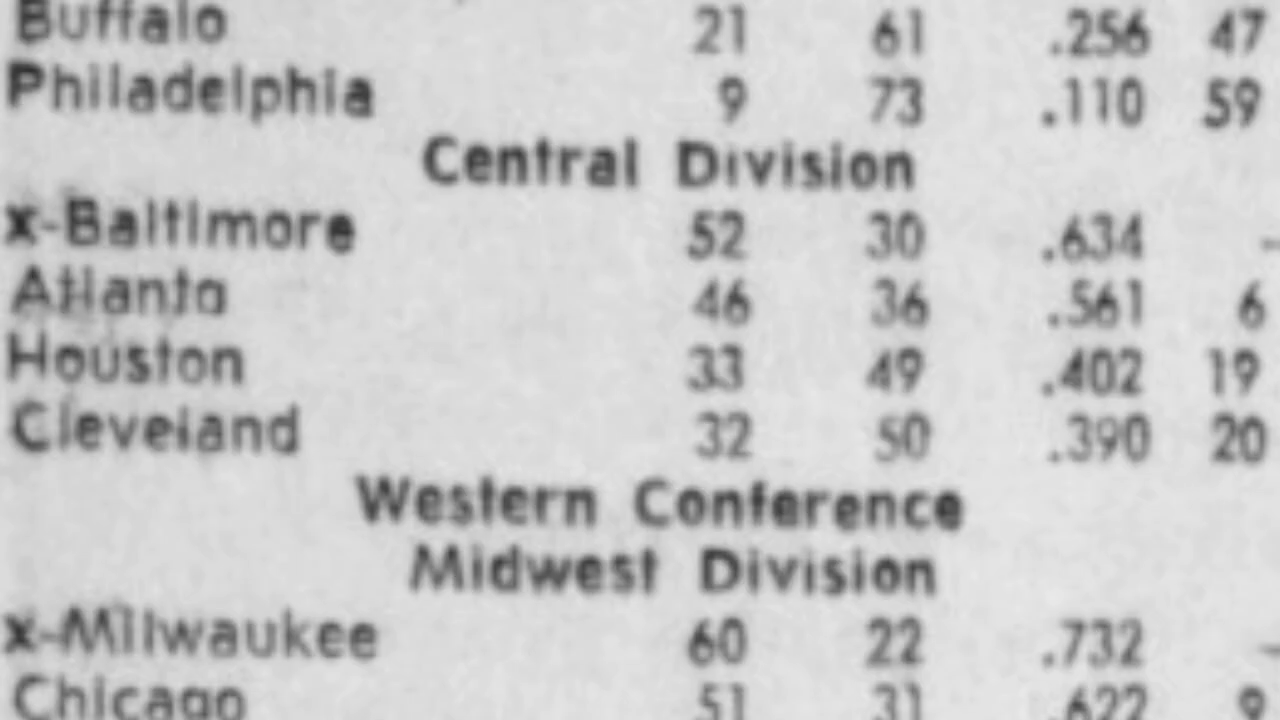 Buffalo 21 61 .256 47
Philadelphia 9 73 .110 59
Central Division
x-Baltimore 52 30 .634 -
Atlanta 46 36 .561 6
Houston 33 49 .402 19
Cleveland 32 50 .390 20
Western Conference
Midwest Division
x-Milwaukee 60 22 .732 -
Chicago 51 31 .622 9